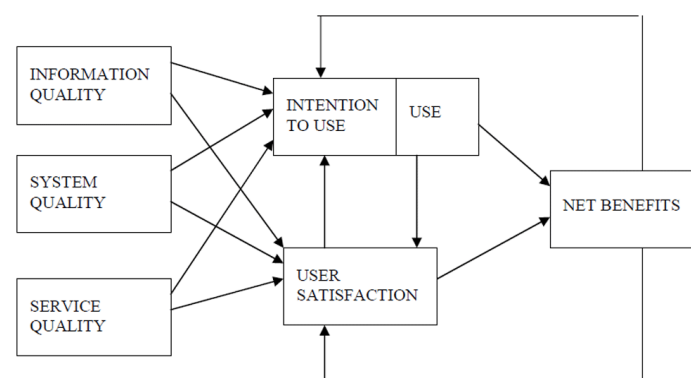 INFORMATION
QUALITY
INTENTION
TO USE
USE
SYSTEM
QUALITY
NET BENEFITS
USER
SATISFACTION
SERVICE
QUALITY